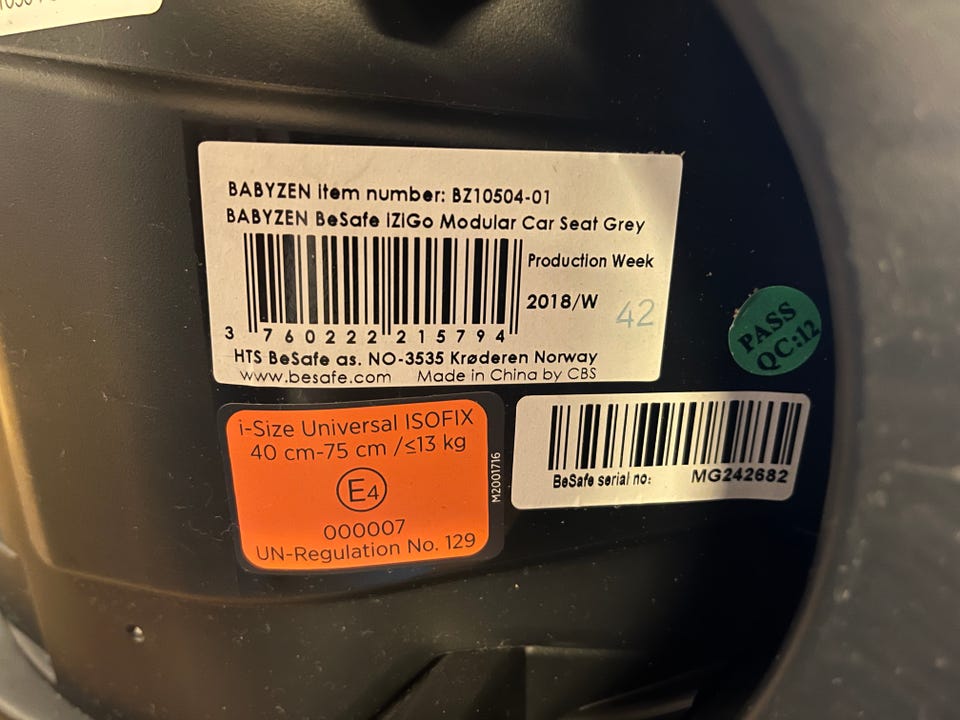 BABYZEN item number: BZ10504-01
BABYZEN BeSafe iZiGo Modular Car Seat Grey
Production Week
2018/W 42
3 760222 215794
HTS BeSafe as. NO-3535 Krøderen Norway
www.besafe.com Made in China by CBS
PASS
QC:12
i-Size Universal ISOFIX
40 cm-75 cm /≤13 kg
E4
000007
UN-Regulation No. 129
M2001716
BeSafe serial no: MG242682